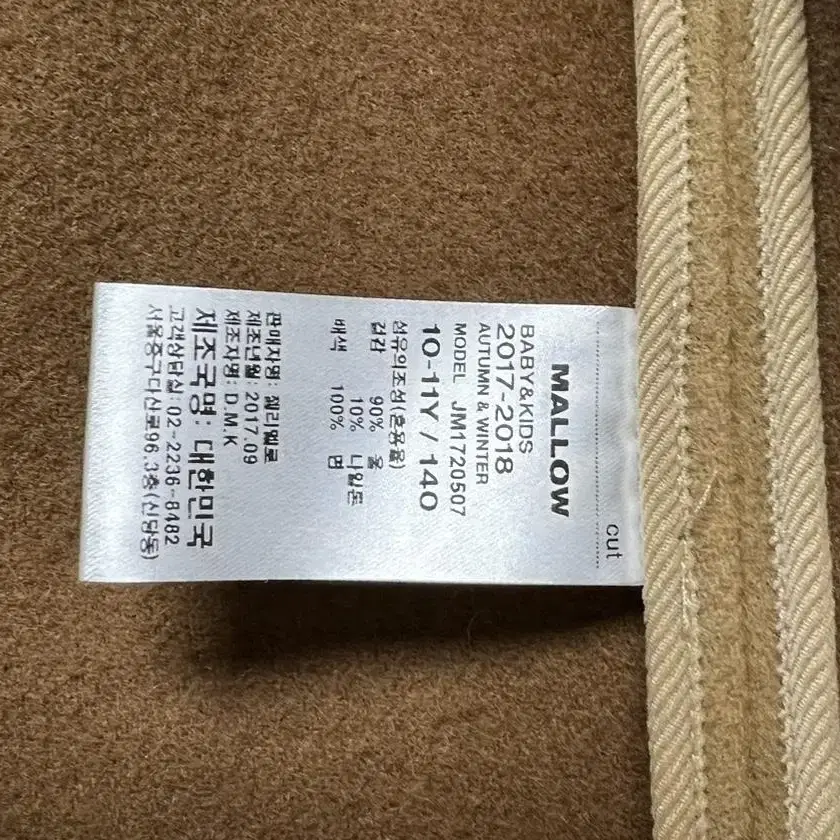 cut
MALLOW
BABY&KIDS
2017-2018
AUTUMN & WINTER
MODEL JM1720507
10-11Y / 140
섬유의조성(혼용율)
겉감 90% 울
10% 나일론
배색 100% 면
판매자명: 젤리멜로
제조년월: 2017.09
제조자명: D.M.K
제조국명: 대한민국
고객상담실: 02-2236-8482
서울중구다산로96.3층(신당동)